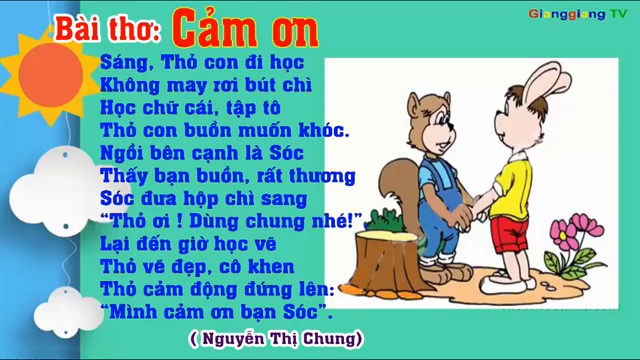 Giangggiang TV
Bài thơ: Cảm ơn
Sáng, Thỏ con đi học
Không may rơi bút chì
Học chữ cái, tập tô
Thỏ con buồn muốn khóc.
Ngồi bên cạnh là Sóc
Thấy bạn buồn, rất thương
Sóc đưa hộp chì sang
“Thỏ ơi ! Dùng chung nhé!”
Lại đến giờ học vẽ
Thỏ vẽ đẹp, cô khen
Thỏ cảm động đứng lên:
“Mình cảm ơn bạn Sóc”.
( Nguyễn Thị Chung)